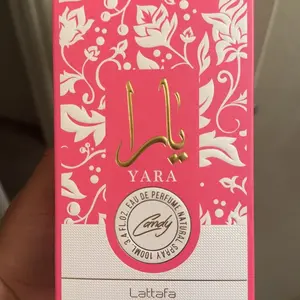 يارا
YARA
3.4 FL.OZ. EAU DE PERFUME NATURAL SPRAY 100ML
Candy
Lattafa